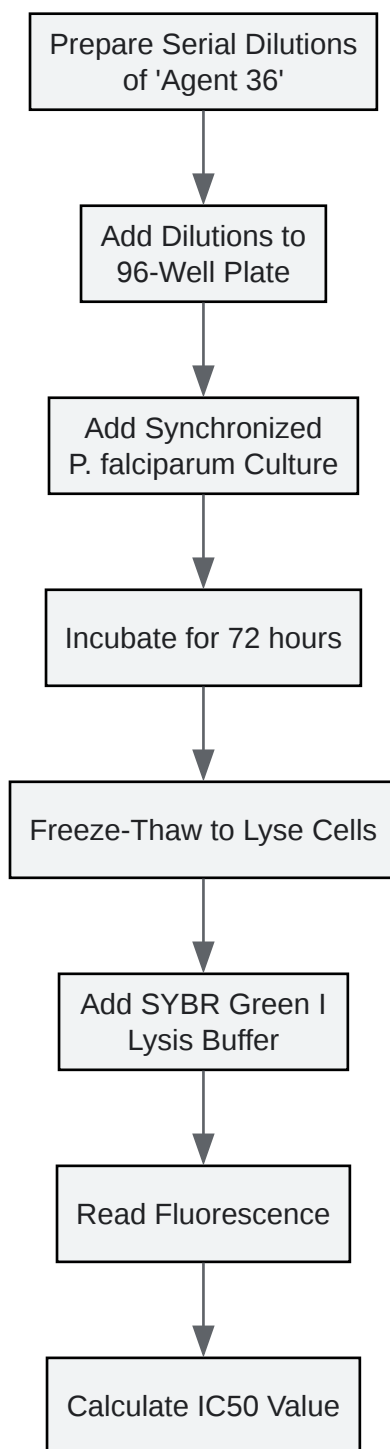 Prepare Serial Dilutions
of 'Agent 36'
Add Dilutions to
96-Well Plate
Add Synchronized
P. falciparum Culture
Incubate for 72 hours
Freeze-Thaw to Lyse Cells
Add SYBR Green I
Lysis Buffer
Read Fluorescence
Calculate IC50 Value